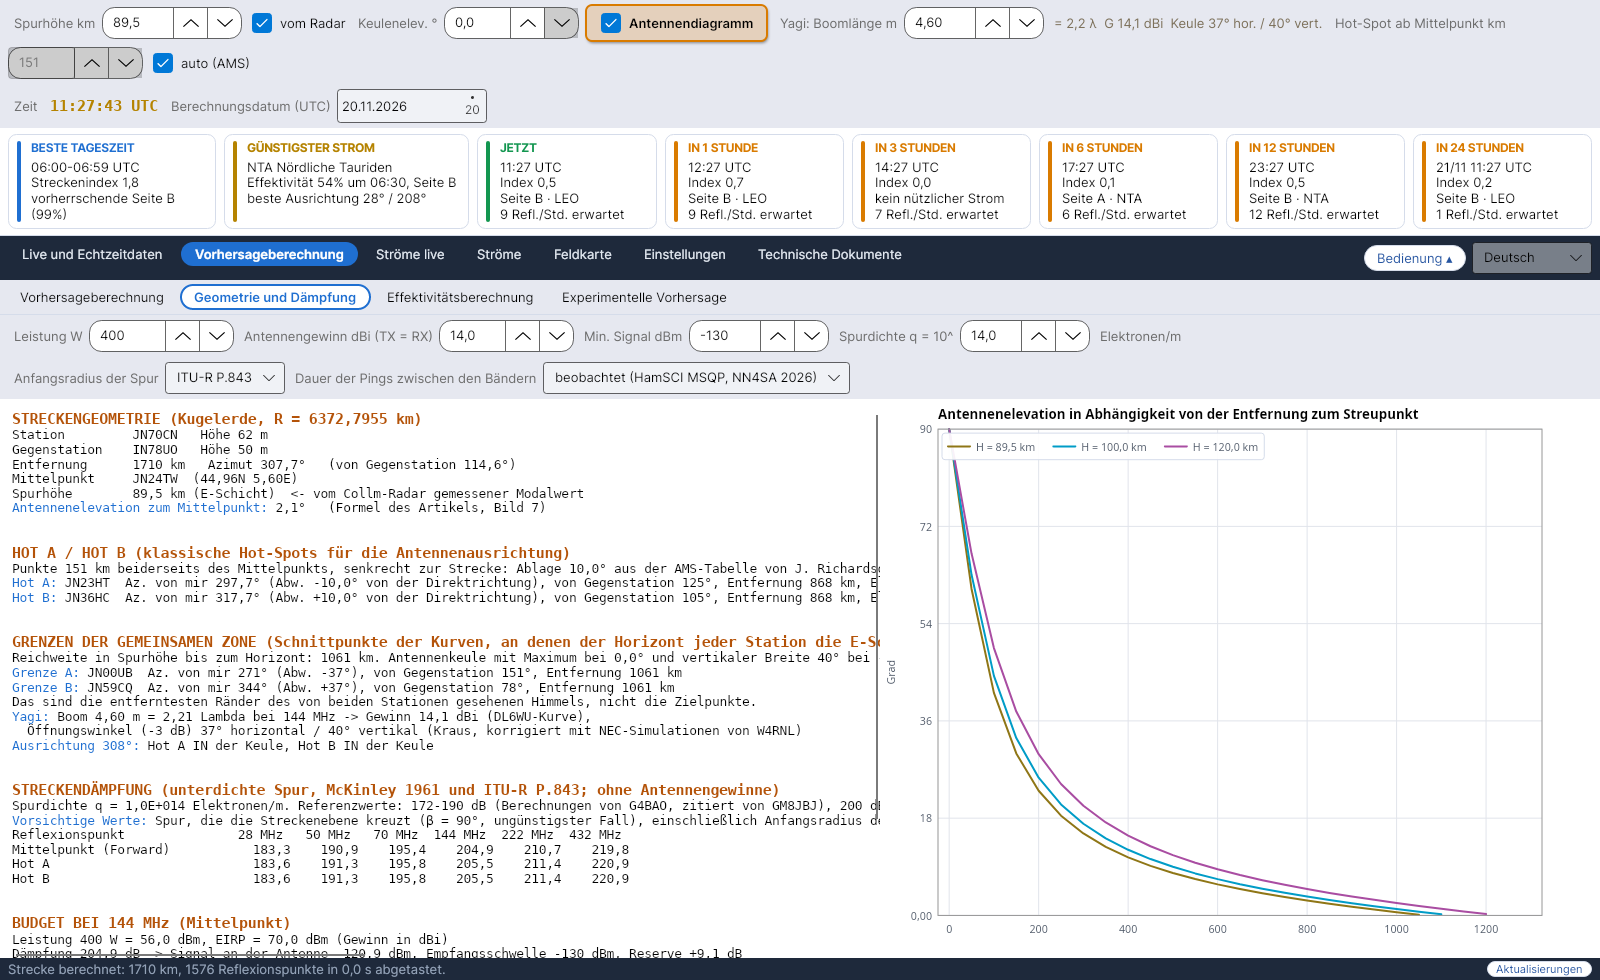 Spurhöhe km 89,5 vom Radar Keulenelev. ° 0,0 Antennendiagramm Yagi: Boomlänge m 4,60 = 2,2 λ G 14,1 dBi Keule 37° hor. / 40° vert. Hot-Spot ab Mittelpunkt km
151 auto (AMS)
Zeit 11:27:43 UTC Berechnungsdatum (UTC) 20.11.2026 20
BESTE TAGESZEIT
06:00-06:59 UTC
Streckenindex 1,8
vorherrschende Seite B
(99%)
GÜNSTIGSTER STROM
NTA Nördliche Tauriden
Effektivität 54% um 06:30, Seite B
beste Ausrichtung 28° / 208°
JETZT
11:27 UTC
Index 0,5
Seite B · LEO
9 Refl./Std. erwartet
IN 1 STUNDE
12:27 UTC
Index 0,7
Seite B · LEO
9 Refl./Std. erwartet
IN 3 STUNDEN
14:27 UTC
Index 0,0
kein nützlicher Strom
7 Refl./Std. erwartet
IN 6 STUNDEN
17:27 UTC
Index 0,1
Seite A · NTA
6 Refl./Std. erwartet
IN 12 STUNDEN
23:27 UTC
Index 0,5
Seite B · NTA
12 Refl./Std. erwartet
IN 24 STUNDEN
21/11 11:27 UTC
Index 0,2
Seite B · LEO
1 Refl./Std. erwartet
Live und Echtzeitdaten Vorhersageberechnung Ströme live Ströme Feldkarte Einstellungen Technische Dokumente Bedienung ▴ Deutsch
Vorhersageberechnung Geometrie und Dämpfung Effektivitätsberechnung Experimentelle Vorhersage
Leistung W 400 Antennengewinn dBi (TX = RX) 14,0 Min. Signal dBm -130 Spurdichte q = 10^ 14,0 Elektronen/m
Anfangsradius der Spur ITU-R P.843 Dauer der Pings zwischen den Bändern beobachtet (HamSCI MSQP, NN4SA 2026)
STRECKENGEOMETRIE (Kugelerde, R = 6372,7955 km)
Station JN70CN Höhe 62 m
Gegenstation IN78UO Höhe 50 m
Entfernung 1710 km Azimut 307,7° (von Gegenstation 114,6°)
Mittelpunkt JN24TW (44,96N 5,60E)
Spurhöhe 89,5 km (E-Schicht) <- vom Collm-Radar gemessener Modalwert
Antennenelevation zum Mittelpunkt: 2,1° (Formel des Artikels, Bild 7)
HOT A / HOT B (klassische Hot-Spots für die Antennenausrichtung)
Punkte 151 km beiderseits des Mittelpunkts, senkrecht zur Strecke: Ablage 10,0° aus der AMS-Tabelle von J. Richards
Hot A: JN23HT Az. von mir 297,7° (Abw. -10,0° von der Direktrichtung), von Gegenstation 125°, Entfernung 868 km, E
Hot B: JN36HC Az. von mir 317,7° (Abw. +10,0° von der Direktrichtung), von Gegenstation 105°, Entfernung 868 km, E
GRENZEN DER GEMEINSAMEN ZONE (Schnittpunkte der Kurven, an denen der Horizont jeder Station die E-S
Reichweite in Spurhöhe bis zum Horizont: 1061 km. Antennenkeule mit Maximum bei 0,0° und vertikaler Breite 40° bei
Grenze A: JN00UB Az. von mir 271° (Abw. -37°), von Gegenstation 151°, Entfernung 1061 km
Grenze B: JN59CQ Az. von mir 344° (Abw. +37°), von Gegenstation 78°, Entfernung 1061 km
Das sind die entferntesten Ränder des von beiden Stationen gesehenen Himmels, nicht die Zielpunkte.
Yagi: Boom 4,60 m = 2,21 Lambda bei 144 MHz -> Gewinn 14,1 dBi (DL6WU-Kurve),
Öffnungswinkel (-3 dB) 37° horizontal / 40° vertikal (Kraus, korrigiert mit NEC-Simulationen von W4RNL)
Ausrichtung 308°: Hot A IN der Keule, Hot B IN der Keule
STRECKENDÄMPFUNG (unterdichte Spur, McKinley 1961 und ITU-R P.843; ohne Antennengewinne)
Spurdichte q = 1,0E+014 Elektronen/m. Referenzwerte: 172-190 dB (Berechnungen von G4BAO, zitiert von GM8JBJ), 200 d
Vorsichtige Werte: Spur, die die Streckenebene kreuzt (β = 90°, ungünstigster Fall), einschließlich Anfangsradius d
Reflexionspunkt 28 MHz 50 MHz 70 MHz 144 MHz 222 MHz 432 MHz
Mittelpunkt (Forward) 183,3 190,9 195,4 204,9 210,7 219,8
Hot A 183,6 191,3 195,8 205,5 211,4 220,9
Hot B 183,6 191,3 195,8 205,5 211,4 220,9
BUDGET BEI 144 MHz (Mittelpunkt)
Leistung 400 W = 56,0 dBm, EIRP = 70,0 dBm (Gewinn in dBi)
Dämpfung 204,9 dB -> Signal an der Antenne -120,9 dBm, Empfangsschwelle -130 dBm, Reserve +9,1 dB
Antennenelevation in Abhängigkeit von der Entfernung zum Streupunkt
H = 89,5 km H = 100,0 km H = 120,0 km
90
72
54
36
18
0,00
Grad
0 200 400 600 800 1000 1200
Strecke berechnet: 1710 km, 1576 Reflexionspunkte in 0,0 s abgetastet. Aktualisierungen